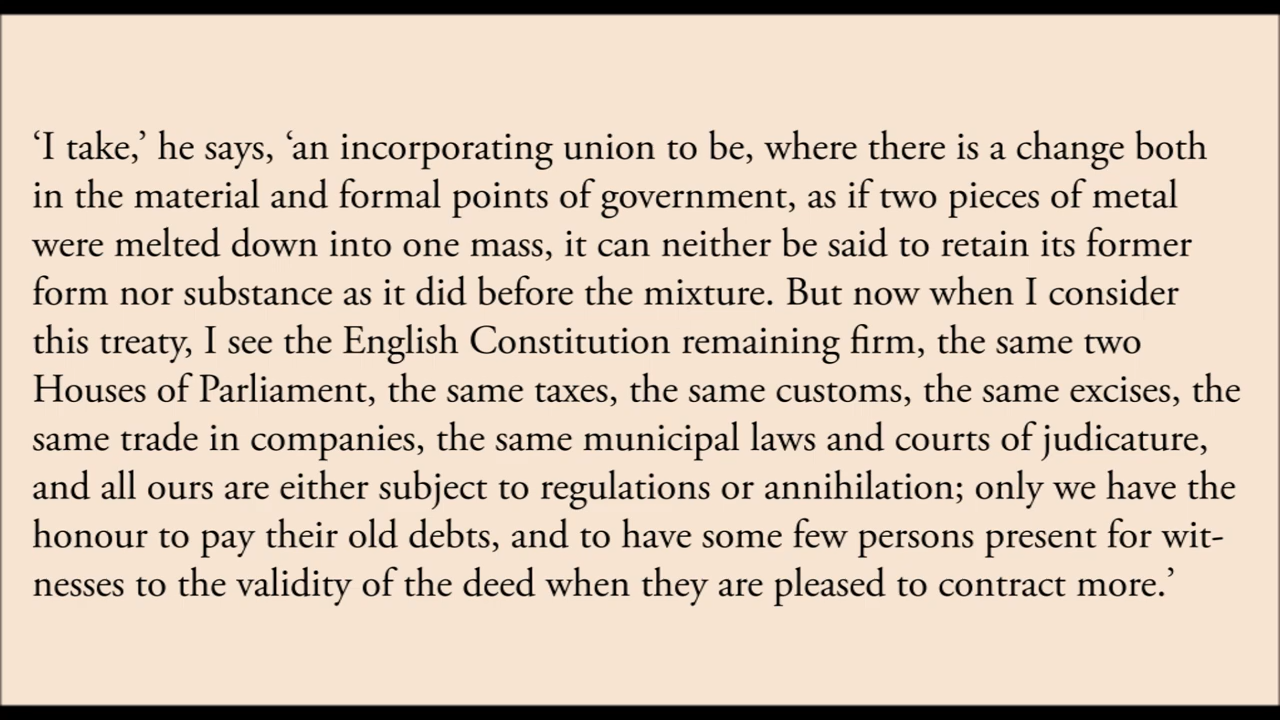 ‘I take,’ he says, ‘an incorporating union to be, where there is a change both
in the material and formal points of government, as if two pieces of metal
were melted down into one mass, it can neither be said to retain its former
form nor substance as it did before the mixture. But now when I consider
this treaty, I see the English Constitution remaining firm, the same two
Houses of Parliament, the same taxes, the same customs, the same excises, the
same trade in companies, the same municipal laws and courts of judicature,
and all ours are either subject to regulations or annihilation; only we have the
honour to pay their old debts, and to have some few persons present for wit-
nesses to the validity of the deed when they are pleased to contract more.’